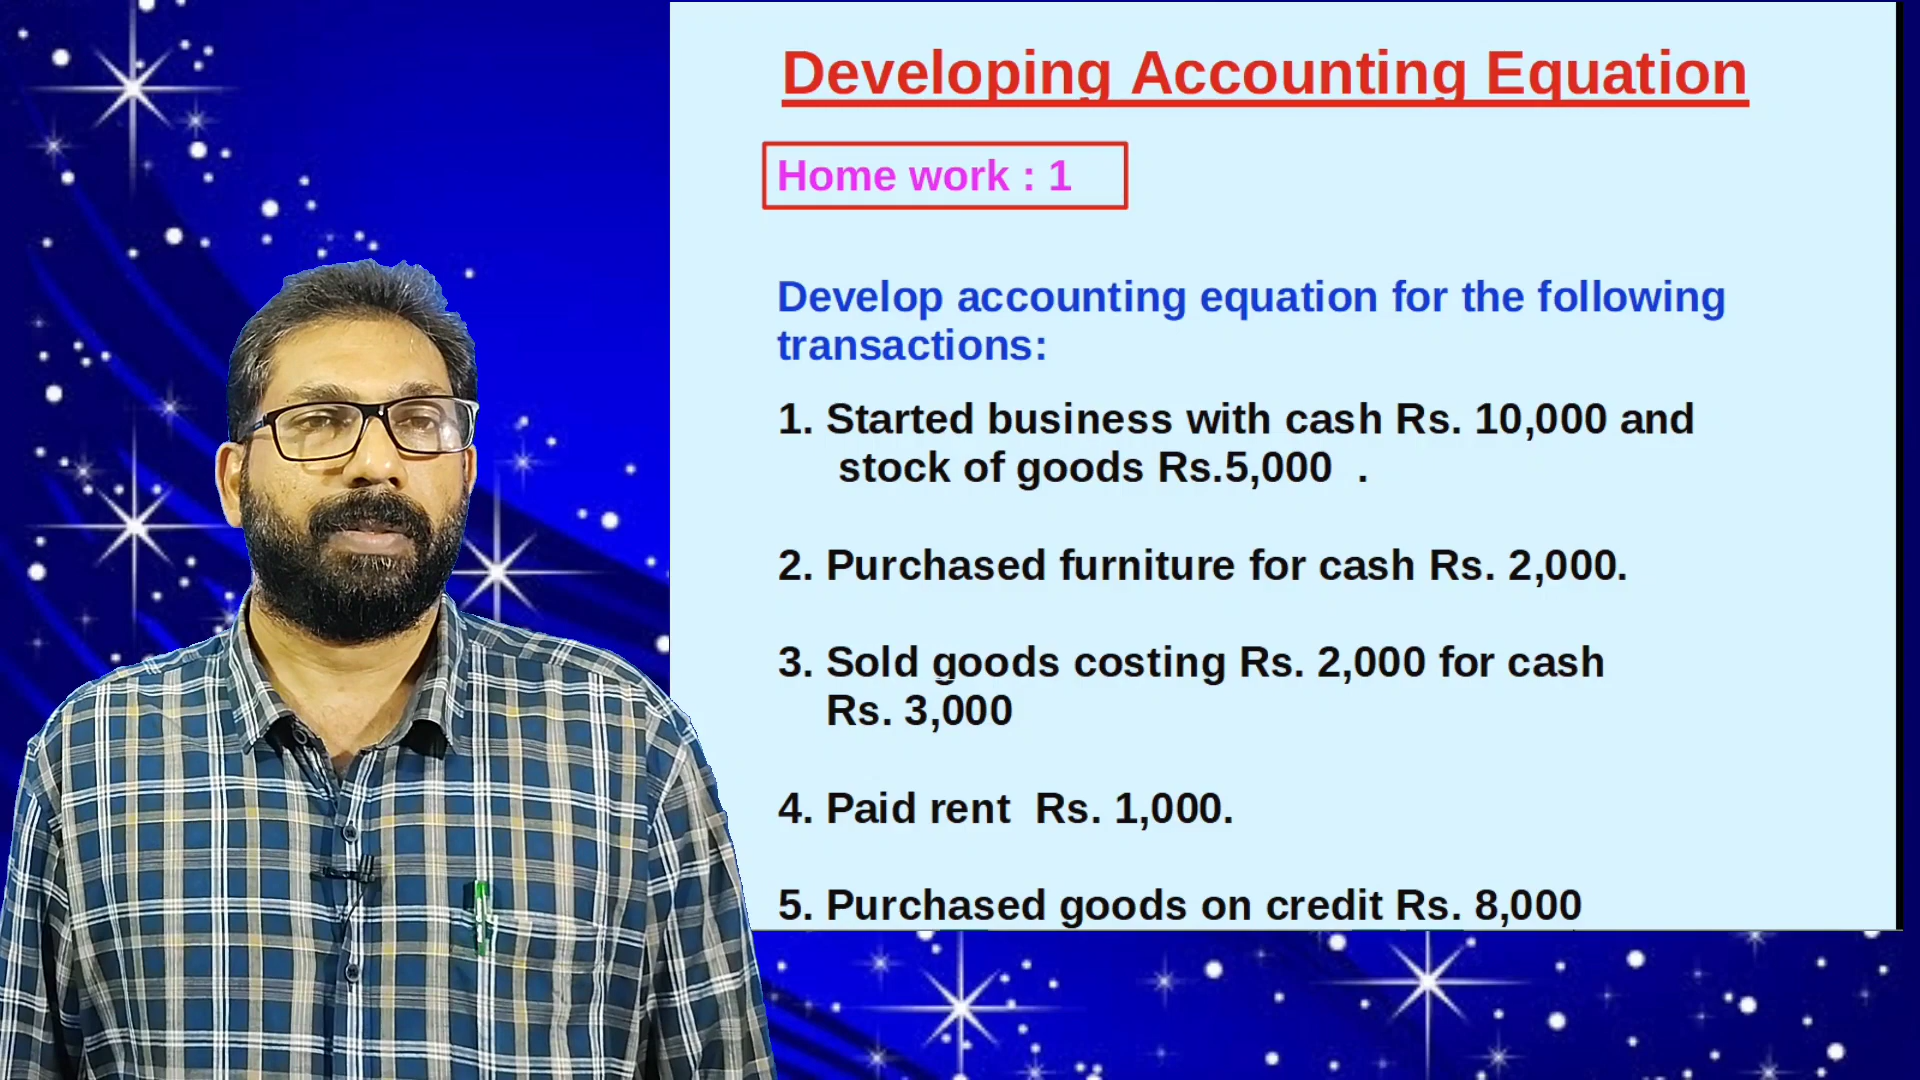 Developing Accounting Equation
Home work : 1
Develop accounting equation for the following
transactions:
1. Started business with cash Rs. 10,000 and
stock of goods Rs.5,000 .
2. Purchased furniture for cash Rs. 2,000.
3. Sold goods costing Rs. 2,000 for cash
Rs. 3,000
4. Paid rent Rs. 1,000.
5. Purchased goods on credit Rs. 8,000